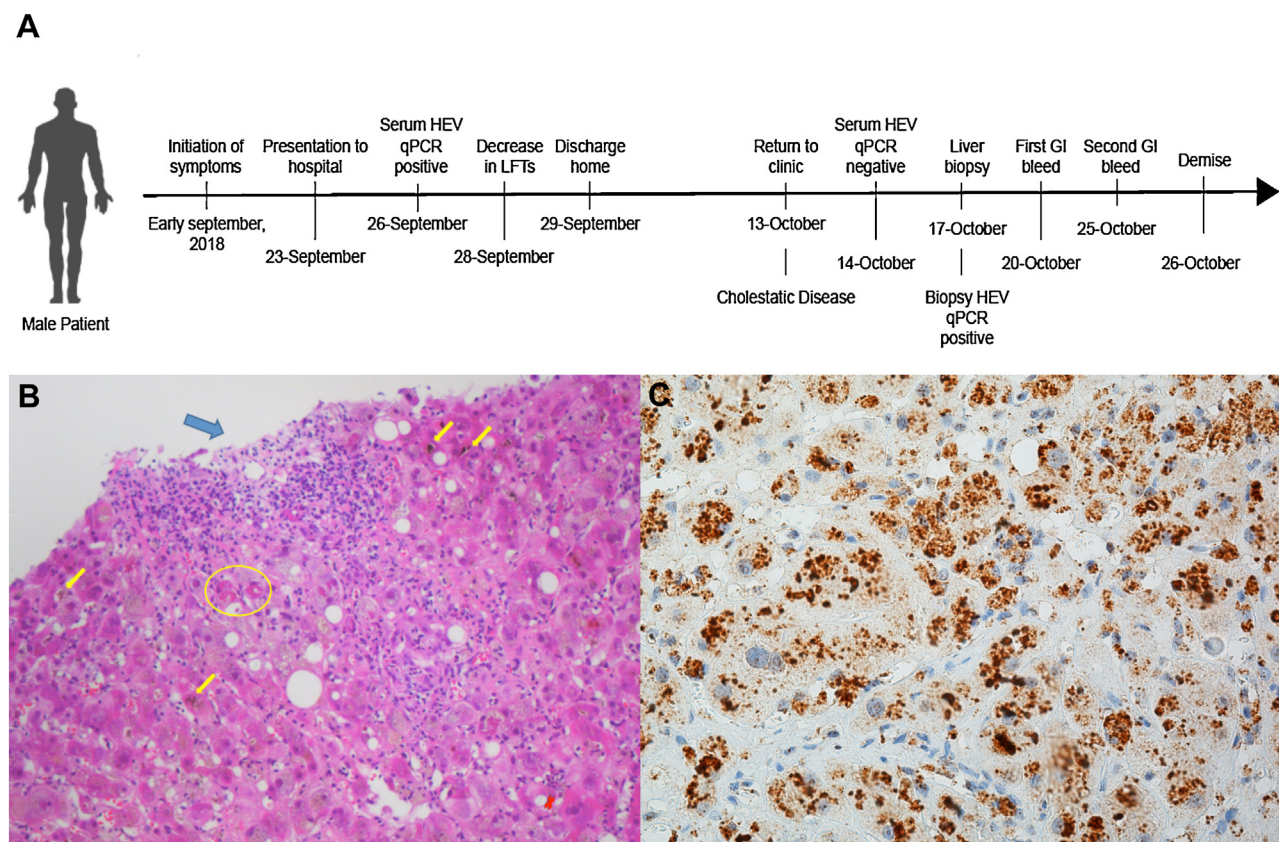 A
Initiation of
symptoms
Presentation to
hospital
Serum HEV
qPCR
positive
Decrease
in LFTs
Discharge
home
Return to
clinic
Serum HEV
qPCR
negative
Liver
biopsy
First GI
bleed
Second GI
bleed
Demise
Early september,
2018
23-September
26-September
28-September
29-September
13-October
14-October
17-October
20-October
25-October
26-October
Cholestatic Disease
Biopsy HEV
qPCR
positive
Male Patient
B
C